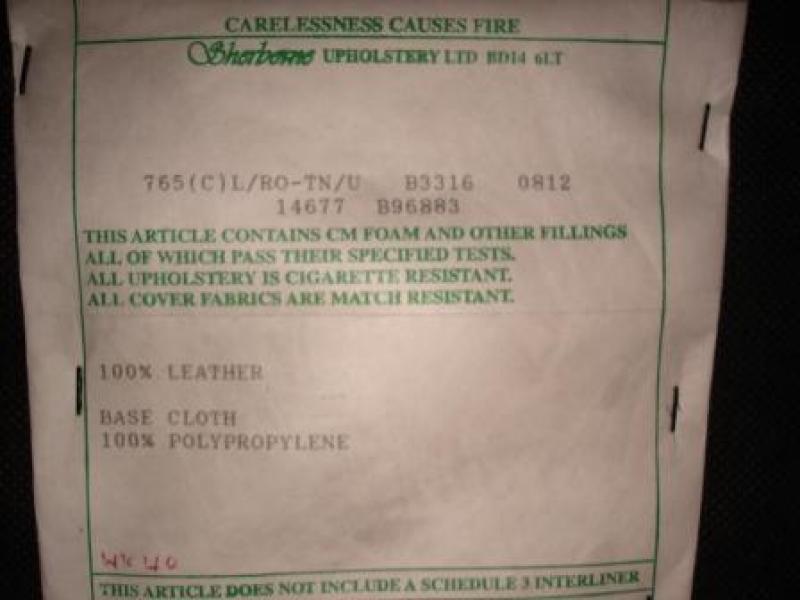 CARELESSNESS CAUSES FIRE
Sherborne UPHOLSTERY LTD BD14 6LT
765(C)L/RO-TN/U B3316 0812
14677 B96883
THIS ARTICLE CONTAINS CM FOAM AND OTHER FILLINGS
ALL OF WHICH PASS THEIR SPECIFIED TESTS.
ALL UPHOLSTERY IS CIGARETTE RESISTANT.
ALL COVER FABRICS ARE MATCH RESISTANT.
100% LEATHER
BASE CLOTH
100% POLYPROPYLENE
WK 40
THIS ARTICLE DOES NOT INCLUDE A SCHEDULE 3 INTERLINER